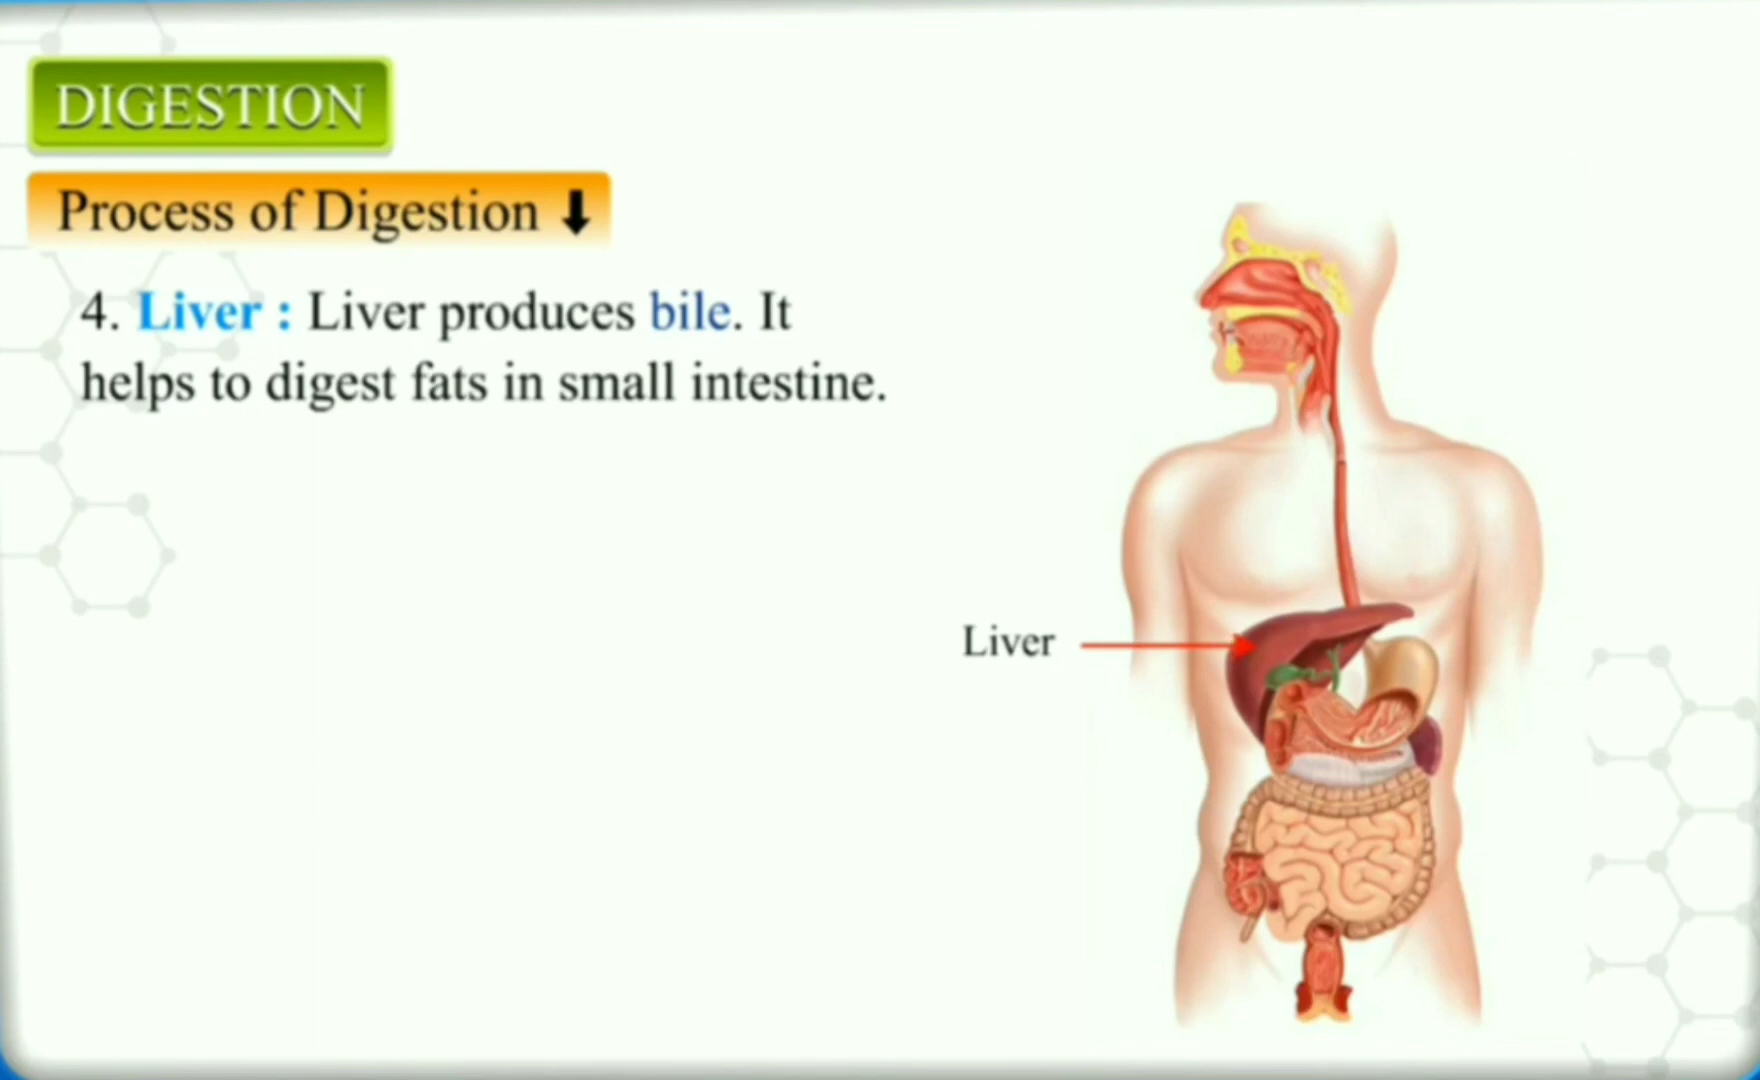 DIGESTION
Process of Digestion ⬇
4. Liver : Liver produces bile. It
helps to digest fats in small intestine.
Liver